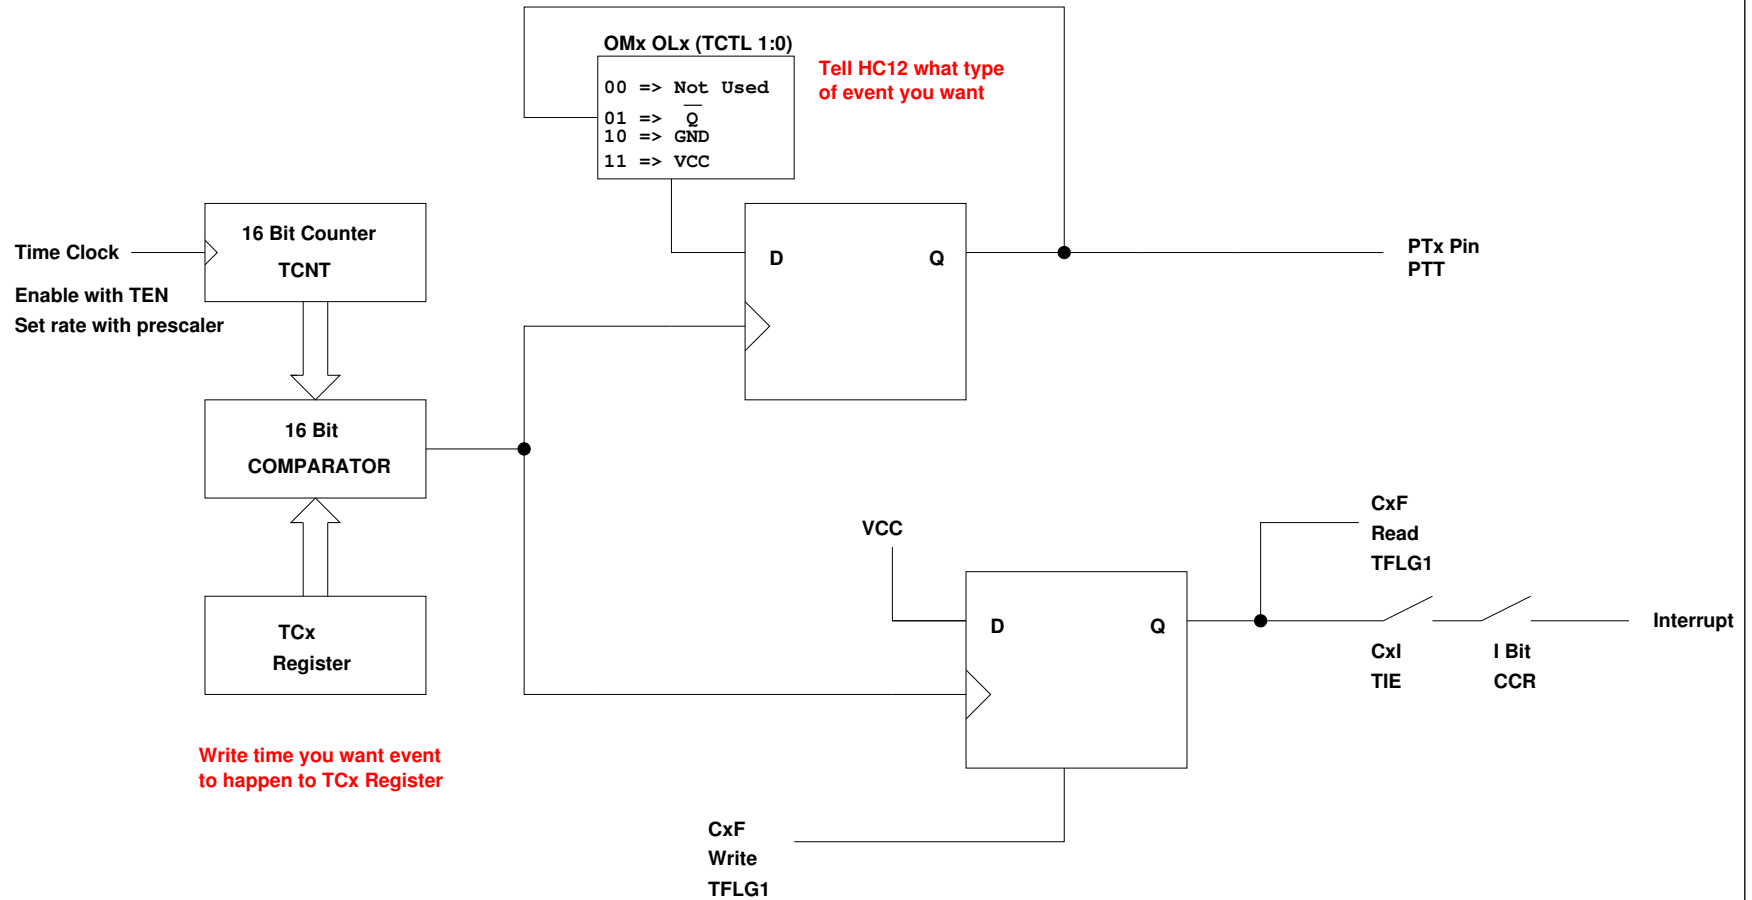 OMx OLx (TCTL 1:0)
00 => Not Used
01 => Q̅
10 => GND
11 => VCC
Tell HC12 what type
of event you want
Time Clock
Enable with TEN
Set rate with prescaler
16 Bit Counter
TCNT
D
Q
PTx Pin
PTT
16 Bit
COMPARATOR
TCx
Register
Write time you want event
to happen to TCx Register
VCC
D
Q
CxF
Read
TFLG1
CxI
TIE
I Bit
CCR
Interrupt
CxF
Write
TFLG1